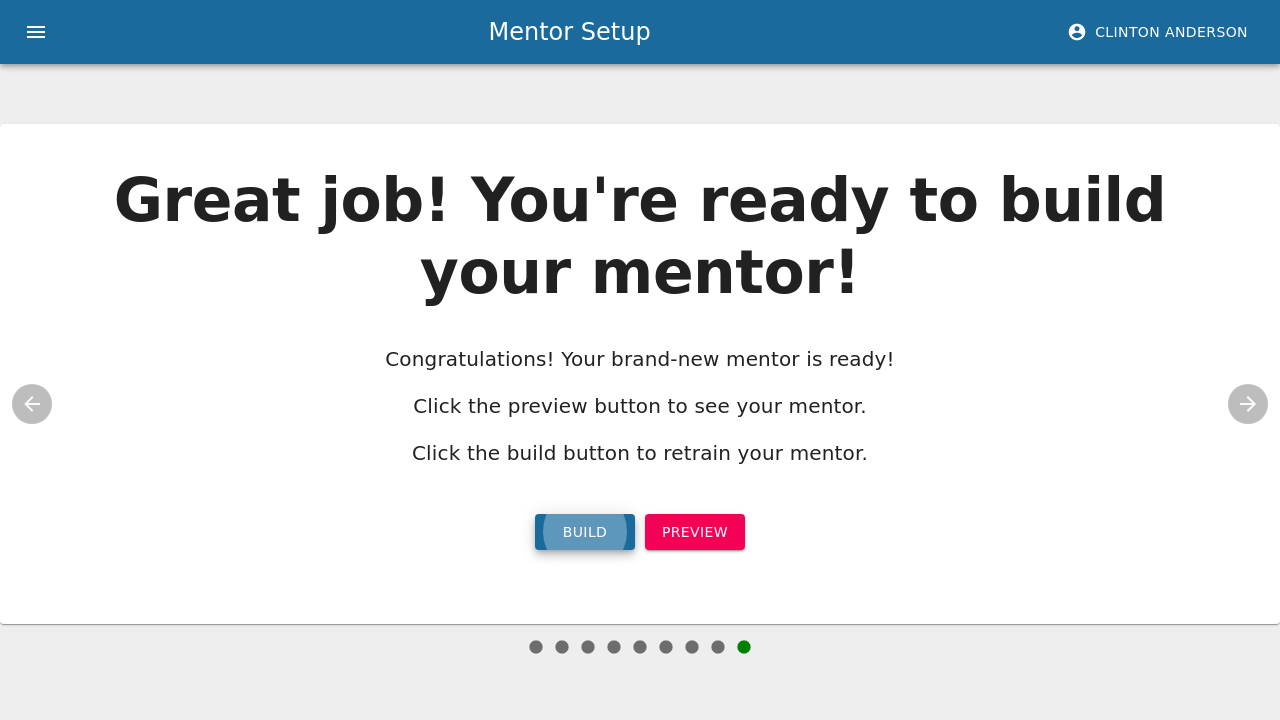 Mentor Setup
CLINTON ANDERSON
Great job! You're ready to build
your mentor!
Congratulations! Your brand-new mentor is ready!
Click the preview button to see your mentor.
Click the build button to retrain your mentor.
BUILD
PREVIEW